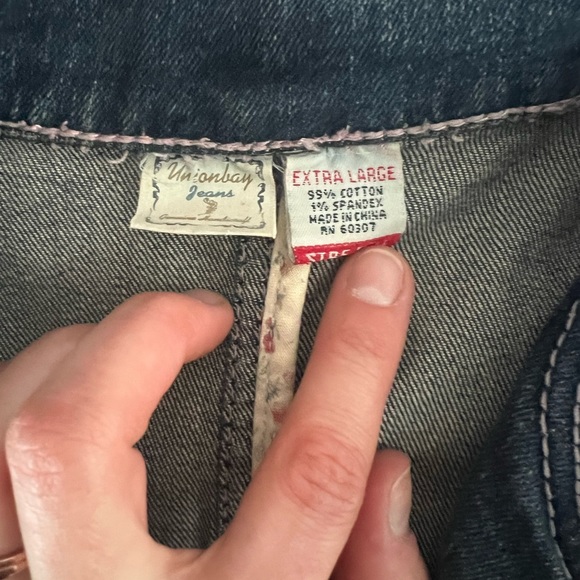 Unionbay
Jeans
EXTRA LARGE
99% COTTON
1% SPANDEX
MADE IN CHINA
RN 60307